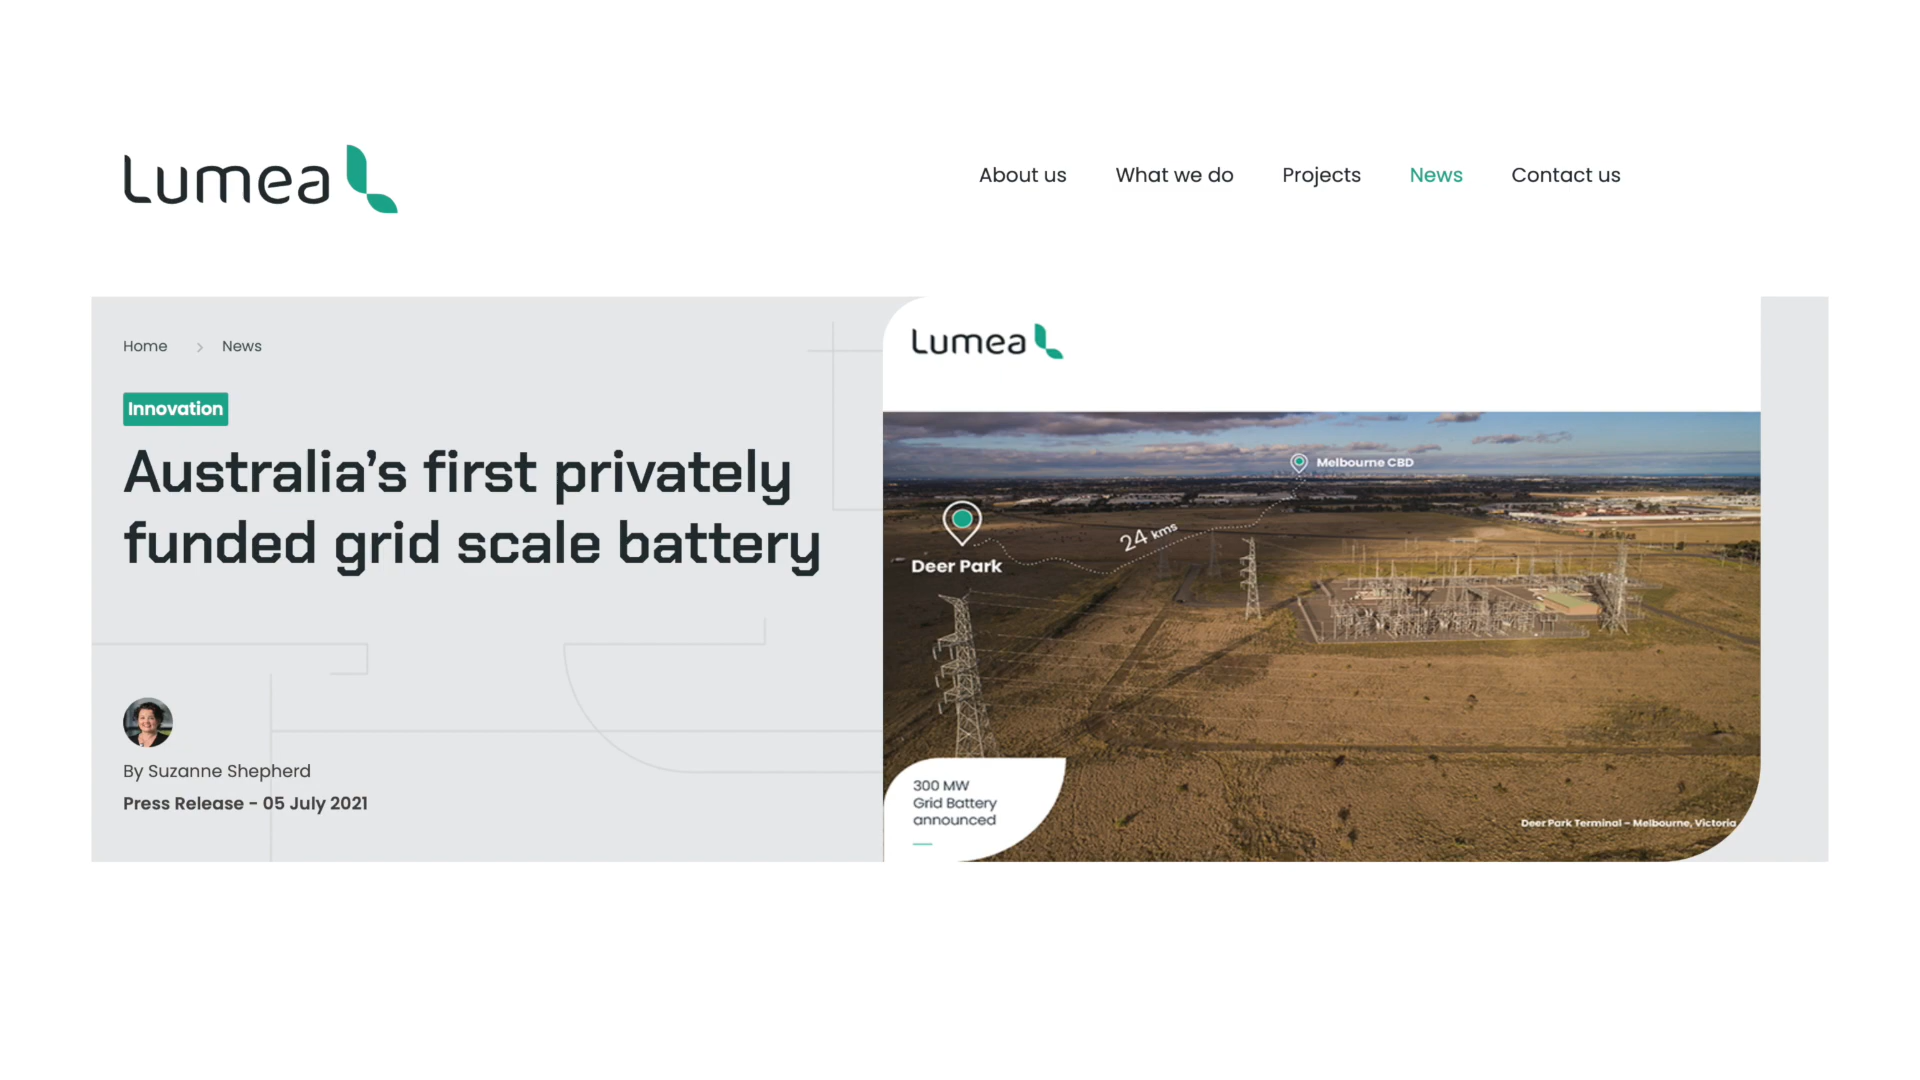 Lumea
About us What we do Projects News Contact us
Home > News
Innovation
Australia’s first privately
funded grid scale battery
By Suzanne Shepherd
Press Release - 05 July 2021
Lumea
Melbourne CBD
24 kms
Deer Park
300 MW
Grid Battery
announced
Deer Park Terminal – Melbourne, Victoria